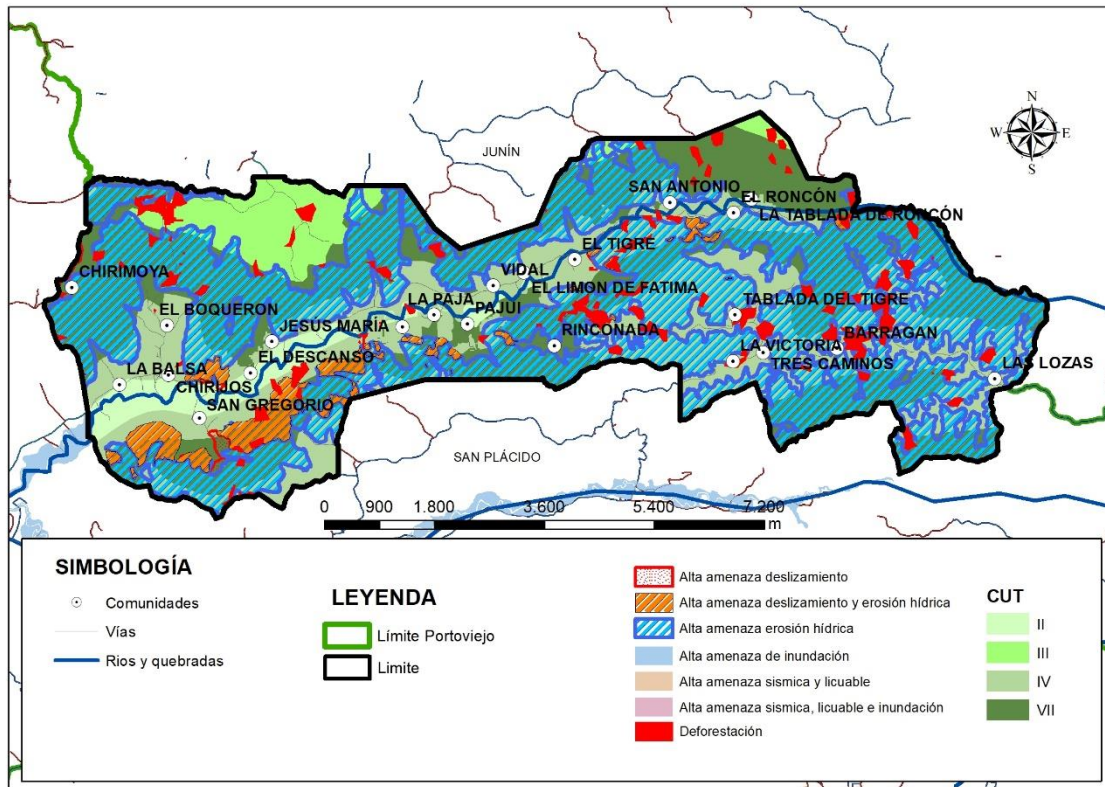 JUNÍN
N
W E
S
SAN ANTONIO
EL RONCÓN
LA TABLADA DE RONCÓN
EL TIGRE
CHIRIMOYA
VIDAL
EL LIMON DE FATIMA
LA PAJA
PAJUI
TABLADA DEL TIGRE
EL BOQUERON
JESÚS MARÍA
RINCONADA
BARRAGAN
LA VICTORIA
EL DESCANSO
TRES CAMINOS
LAS LOZAS
LA BALSA
CHIRIJOS
SAN GREGORIO
SAN PLÁCIDO
0 900 1.800 3.600 5.400 7.200
m
SIMBOLOGÍA
Comunidades
Vías
Rios y quebradas
LEYENDA
Límite Portoviejo
Limite
Alta amenaza deslizamiento
Alta amenaza deslizamiento y erosión hídrica
Alta amenaza erosión hídrica
Alta amenaza de inundación
Alta amenaza sismica y licuable
Alta amenaza sismica, licuable e inundación
Deforestación
CUT
II
III
IV
VII